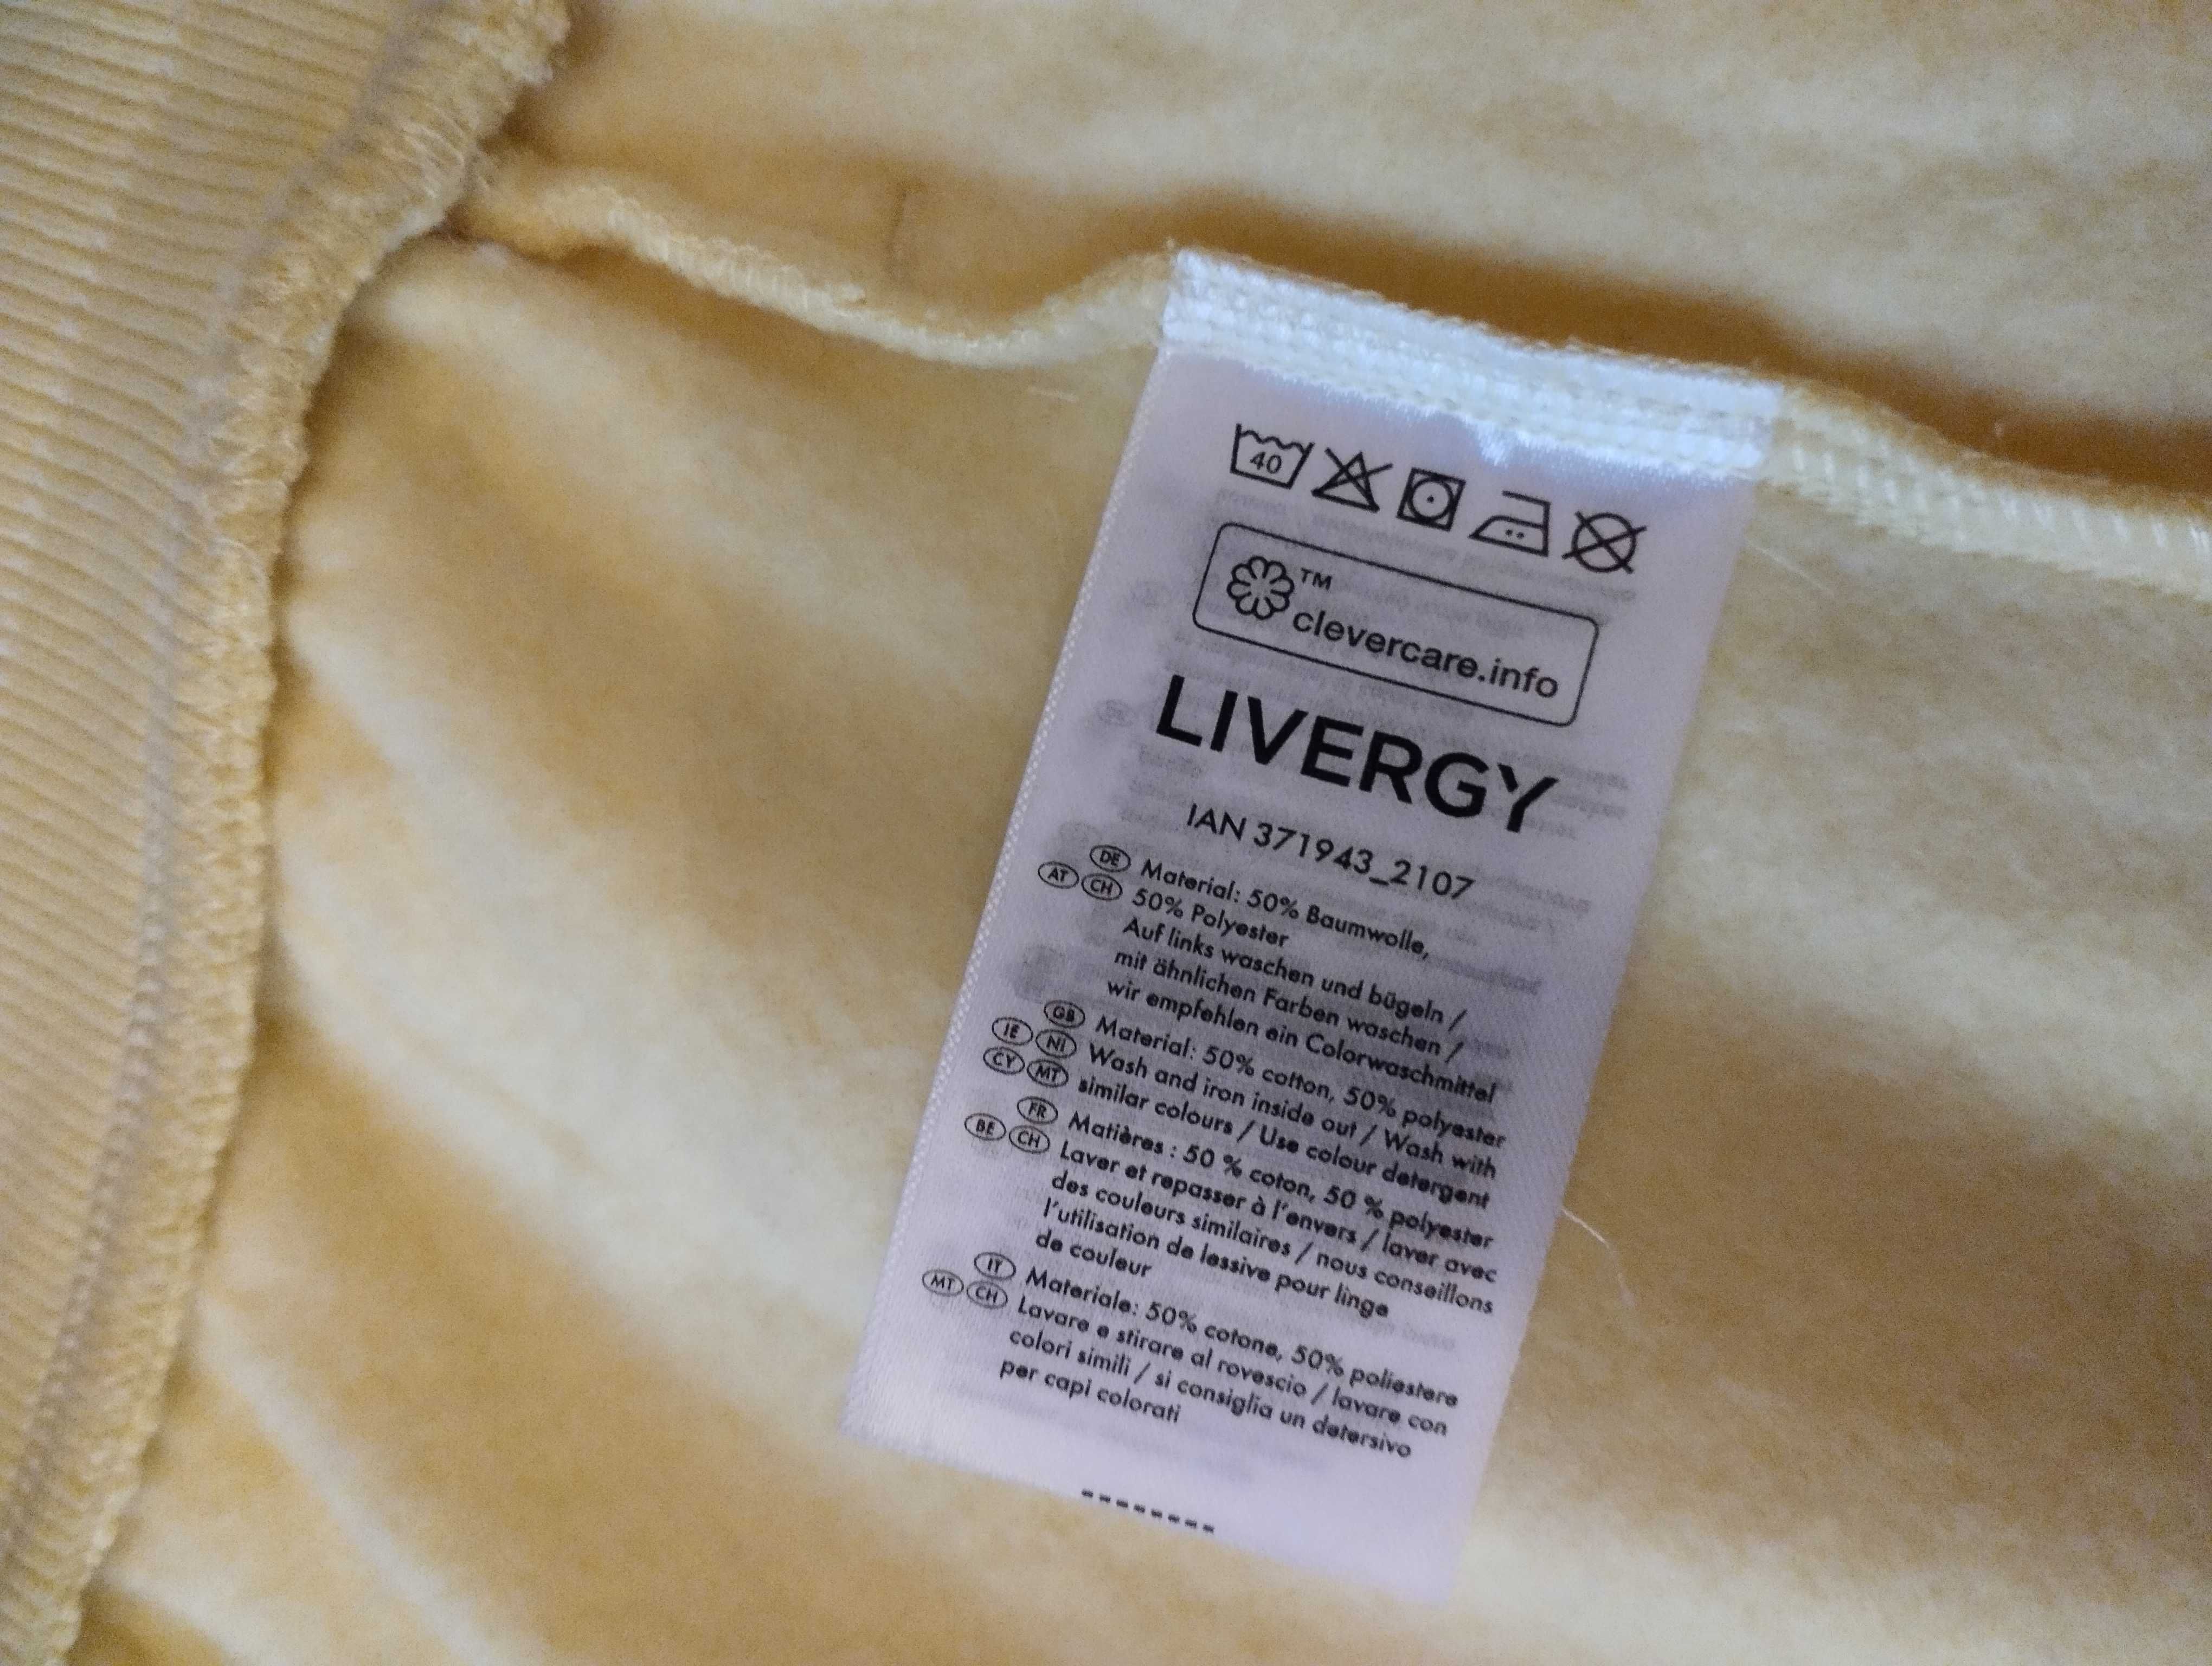 40
™
clevercare.info
LIVERGY
IAN 371943_2107
DE Material: 50% Baumwolle,
AT CH 50% Polyester
Auf links waschen und bügeln /
mit ähnlichen Farben waschen /
wir empfehlen ein Colorwaschmittel
GB Material: 50% cotton, 50% polyester
IE NI Wash and iron inside out / Wash with
CY MT similar colours / Use colour detergent
FR Matières : 50 % coton, 50 % polyester
BE CH Laver et repasser à l'envers / laver avec
des couleurs similaires / nous conseillons
l'utilisation de lessive pour linge
de couleur
IT Materiale: 50% cotone, 50% poliestere
MT CH Lavare e stirare al rovescio / lavare con
colori simili / si consiglia un detersivo
per capi colorati
--------